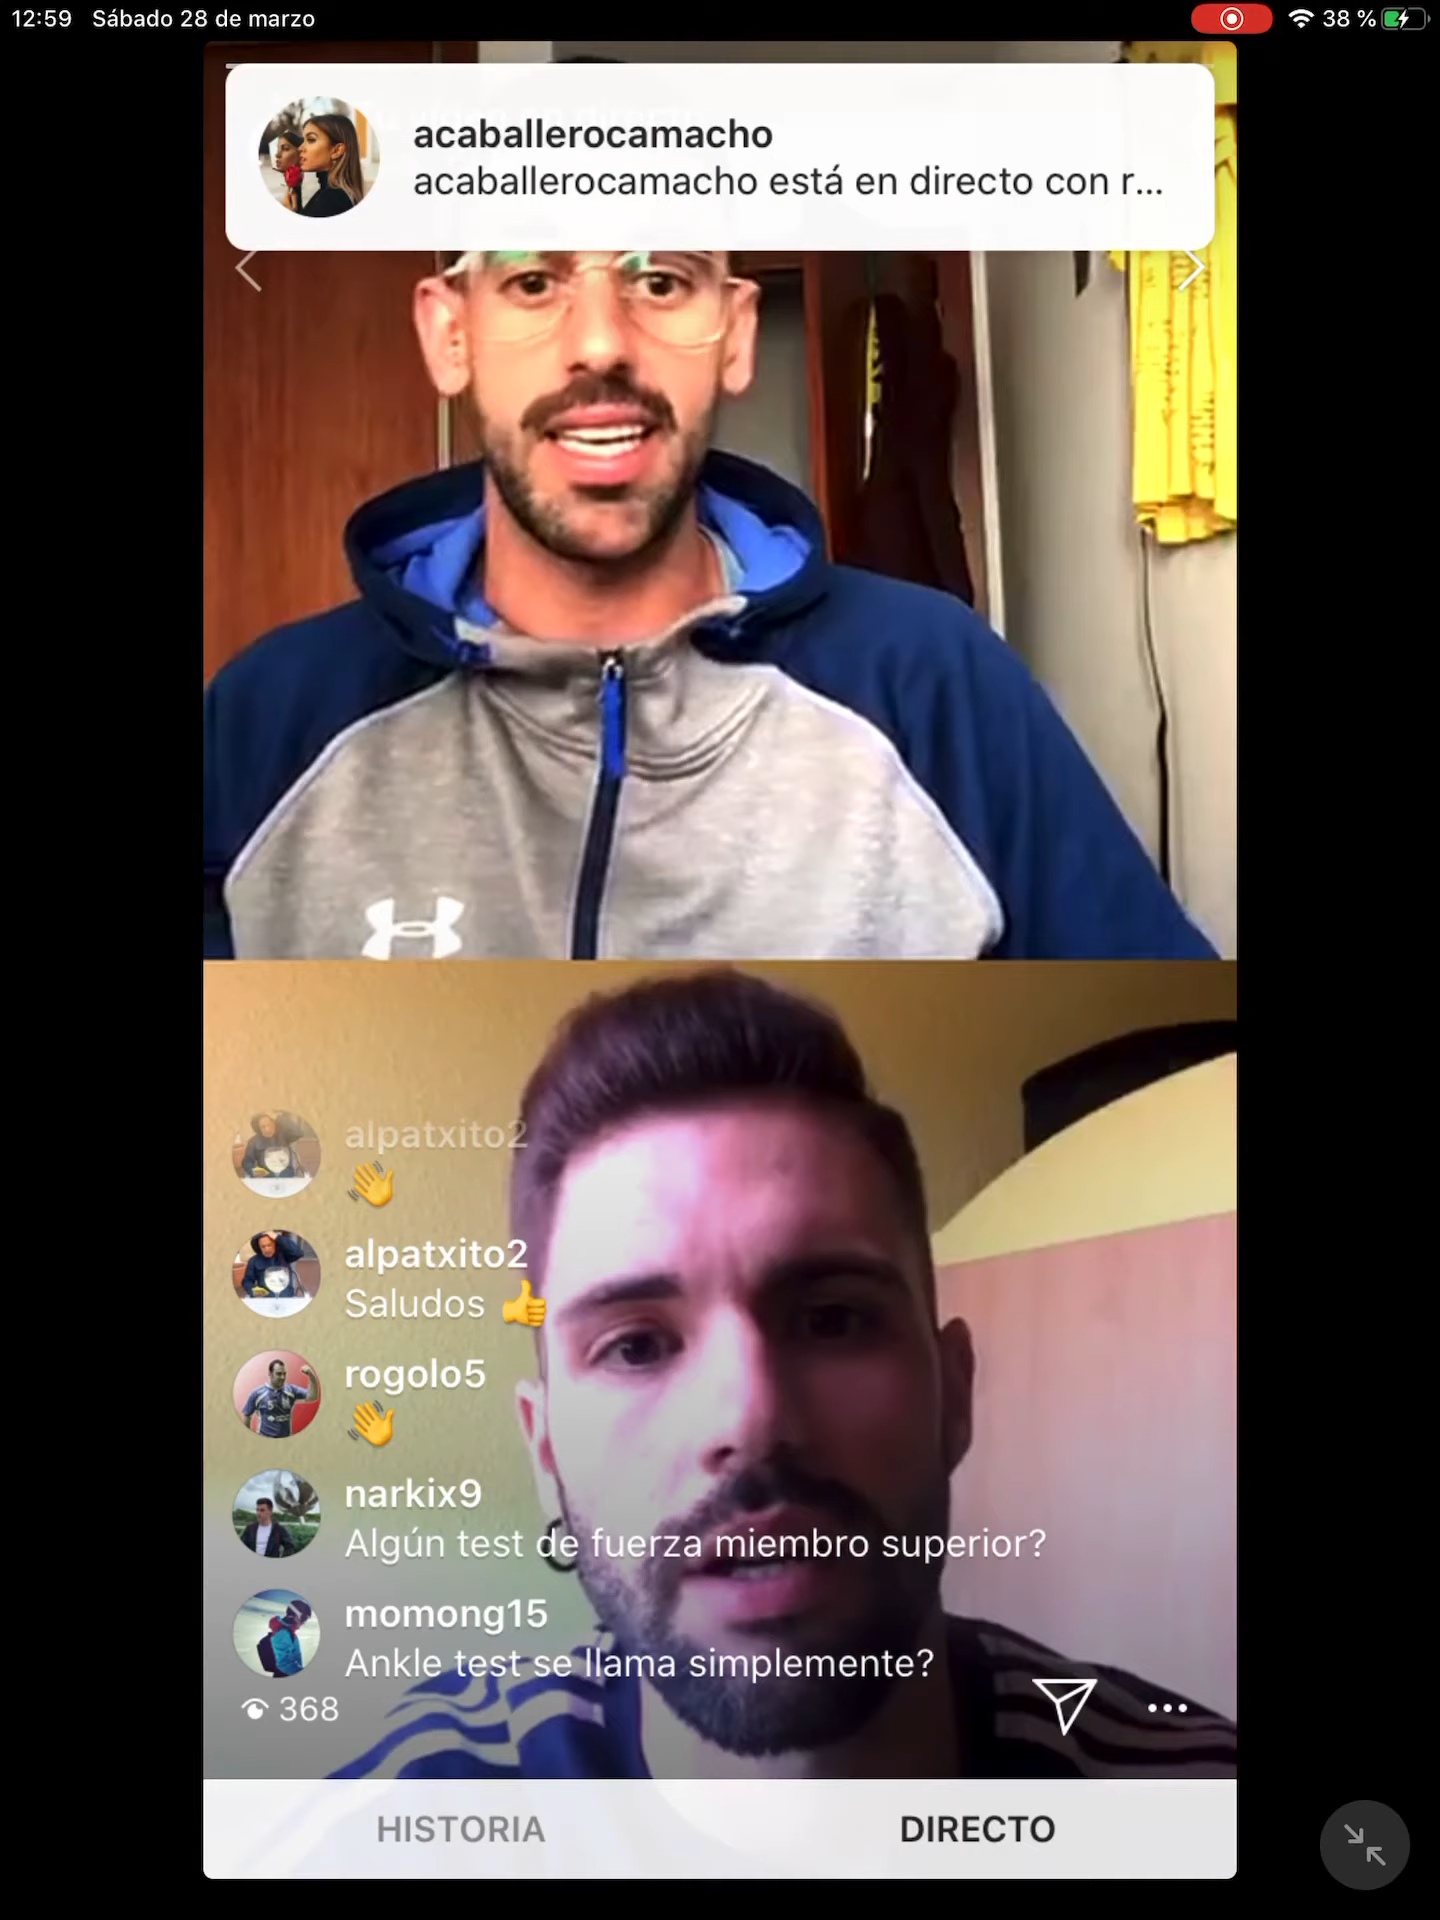 12:59 Sábado 28 de marzo
38 %
acaballerocamacho
acaballerocamacho está en directo con r...
alpatxito2
👋
alpatxito2
Saludos 👍
rogolo5
👋
narkix9
Algún test de fuerza miembro superior?
momong15
Ankle test se llama simplemente?
368
HISTORIA
DIRECTO